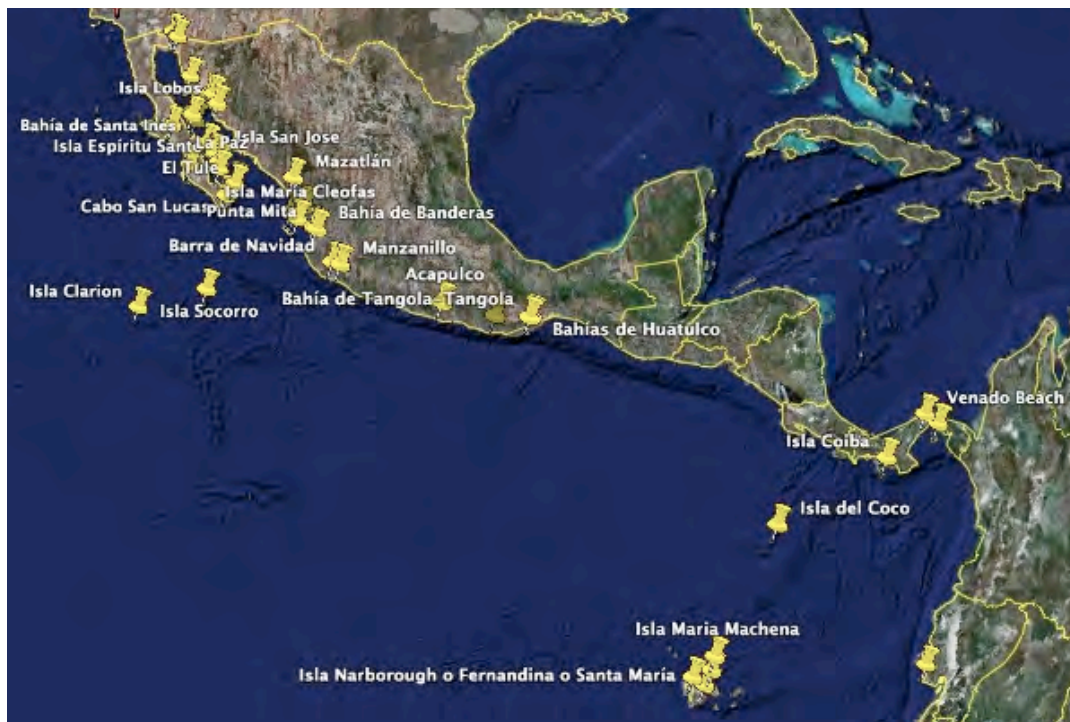 Isla Lobos
Bahía de Santa Ines
Isla San Jose
Isla Espíritu Santo
La Paz
Mazatlán
El Tule
Isla María Cleofas
Cabo San Lucas
Punta Mita
Bahía de Banderas
Barra de Navidad
Manzanillo
Acapulco
Isla Clarion
Isla Socorro
Bahía de Tangola-Tangola
Bahías de Huatulco
Venado Beach
Isla Coiba
Isla del Coco
Isla Maria Machena
Isla Narborough o Fernandina o Santa María